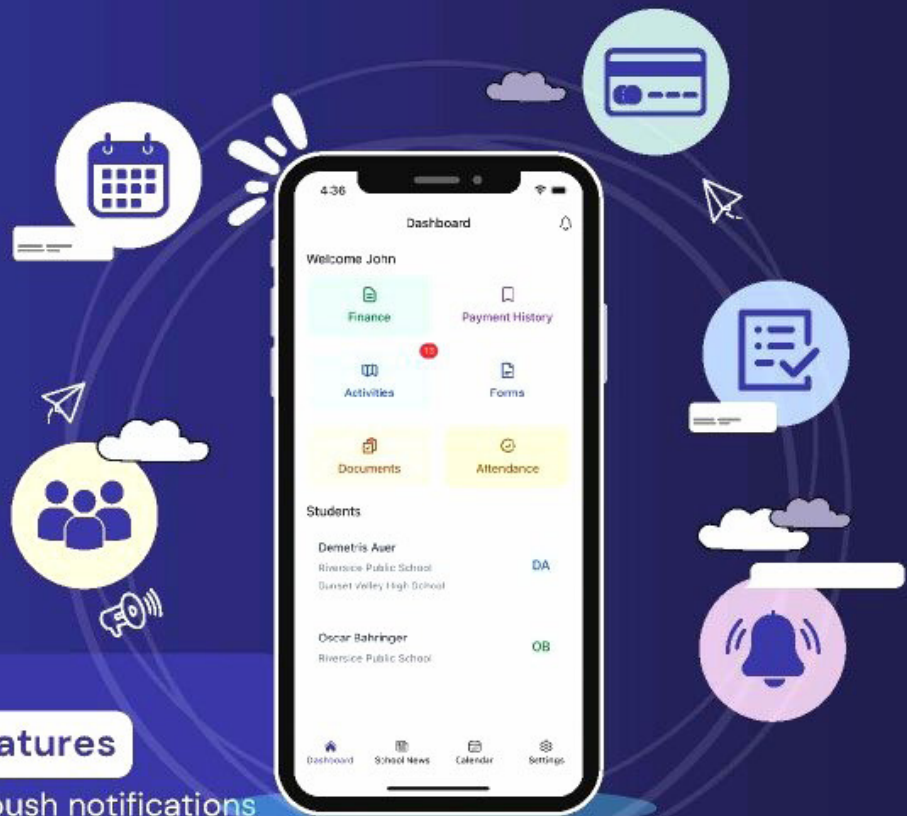 4:36
Dashboard
Welcome John
Finance
Payment History
13
Activities
Forms
Documents
Attendance
Students
Demetris Auer
Riverside Public School
DA
Sunset Valley High School
Oscar Bahringer
Riverside Public School
OB
Dashboard
School News
Calendar
Settings
atures
push notifications